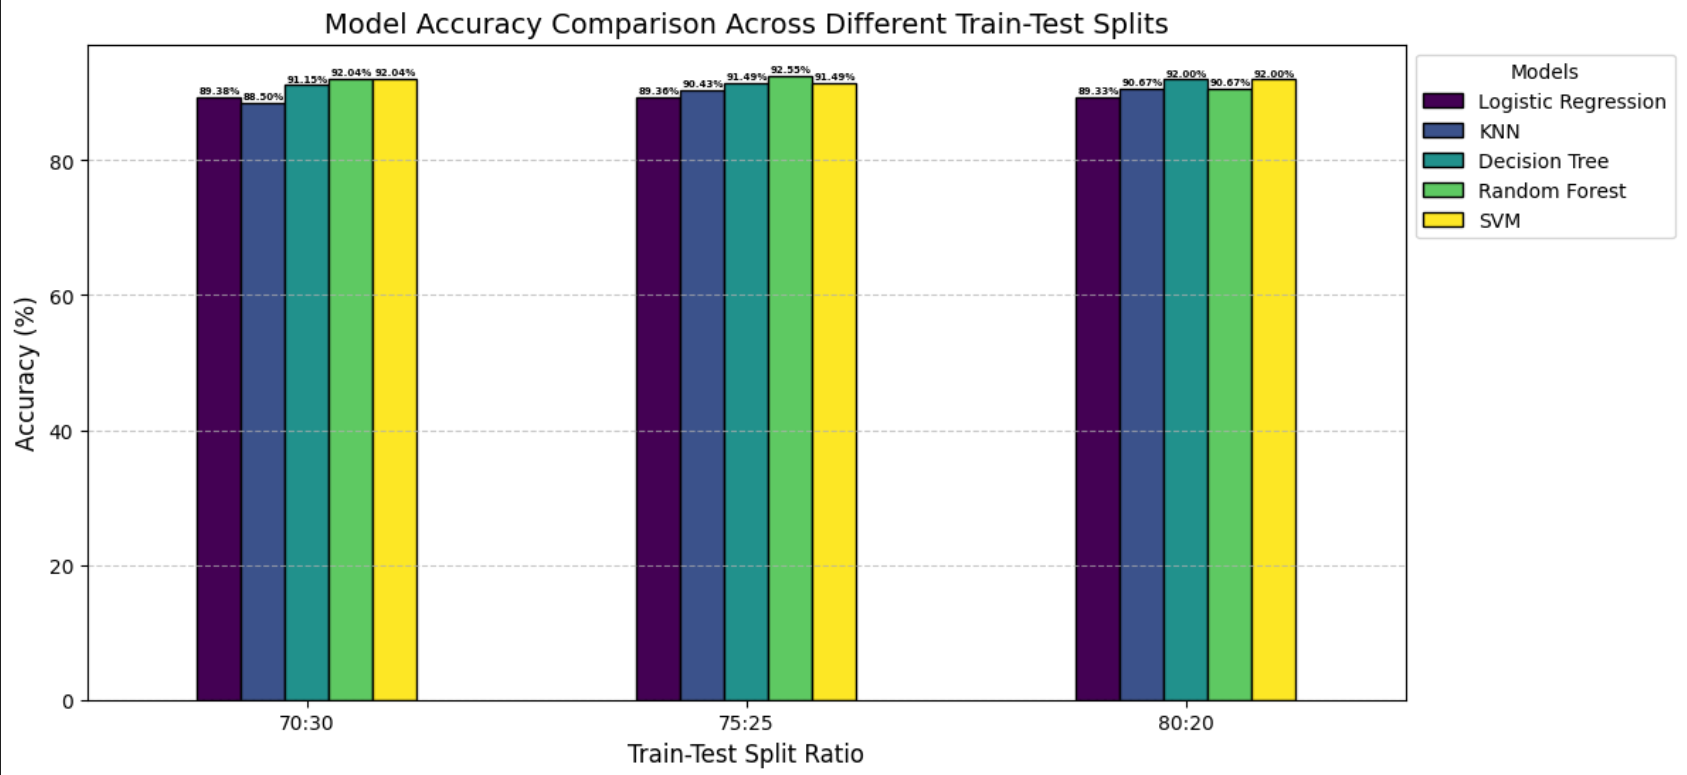 Model Accuracy Comparison Across Different Train-Test Splits
89.38% 88.50% 91.15% 92.04% 92.04%
89.36% 90.43% 91.49% 92.55% 91.49%
89.33% 90.67% 92.00% 90.67% 92.00%
Models
Logistic Regression
KNN
Decision Tree
Random Forest
SVM
Accuracy (%)
80
60
40
20
0
70:30 75:25 80:20
Train-Test Split Ratio